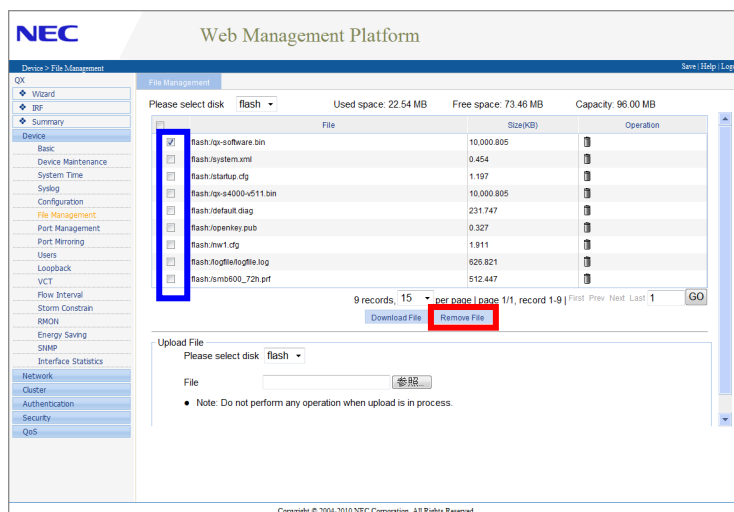 NEC
Web Management Platform
Device > File Management
Save | Help |
QX
File Management
Wizard
IRF
Summary
Device
Basic
Device Maintenance
System Time
Syslog
Configuration
File Management
Port Management
Port Mirroring
Users
Loopback
VCT
Flow Interval
Storm Constrain
RMON
Energy Saving
SNMP
Interface Statistics
Network
Cluster
Authentication
Security
QoS
Please select disk flash Used space: 22.54 MB Free space: 73.46 MB Capacity: 96.00 MB
File Size(KB) Operation
flash:/qx-software.bin 10,000.805
flash:/system.xml 0.454
flash:/startup.cfg 1.197
flash:/qx-s4000-v511.bin 10,000.805
flash:/default.diag 231.747
flash:/openkey.pub 0.327
flash:/nw1.cfg 1.911
flash:/logfile/logfile.log 626.821
flash:/smb600_72h.prf 512.447
9 records, 15 per page | page 1/1, record 1-9 | First Prev Next Last 1 GO
Download File Remove File
Upload File
Please select disk flash
File 参照...
● Note: Do not perform any operation when upload is in process.
Copyright © 2004-2010 NEC Corporation. All Rights Reserved.